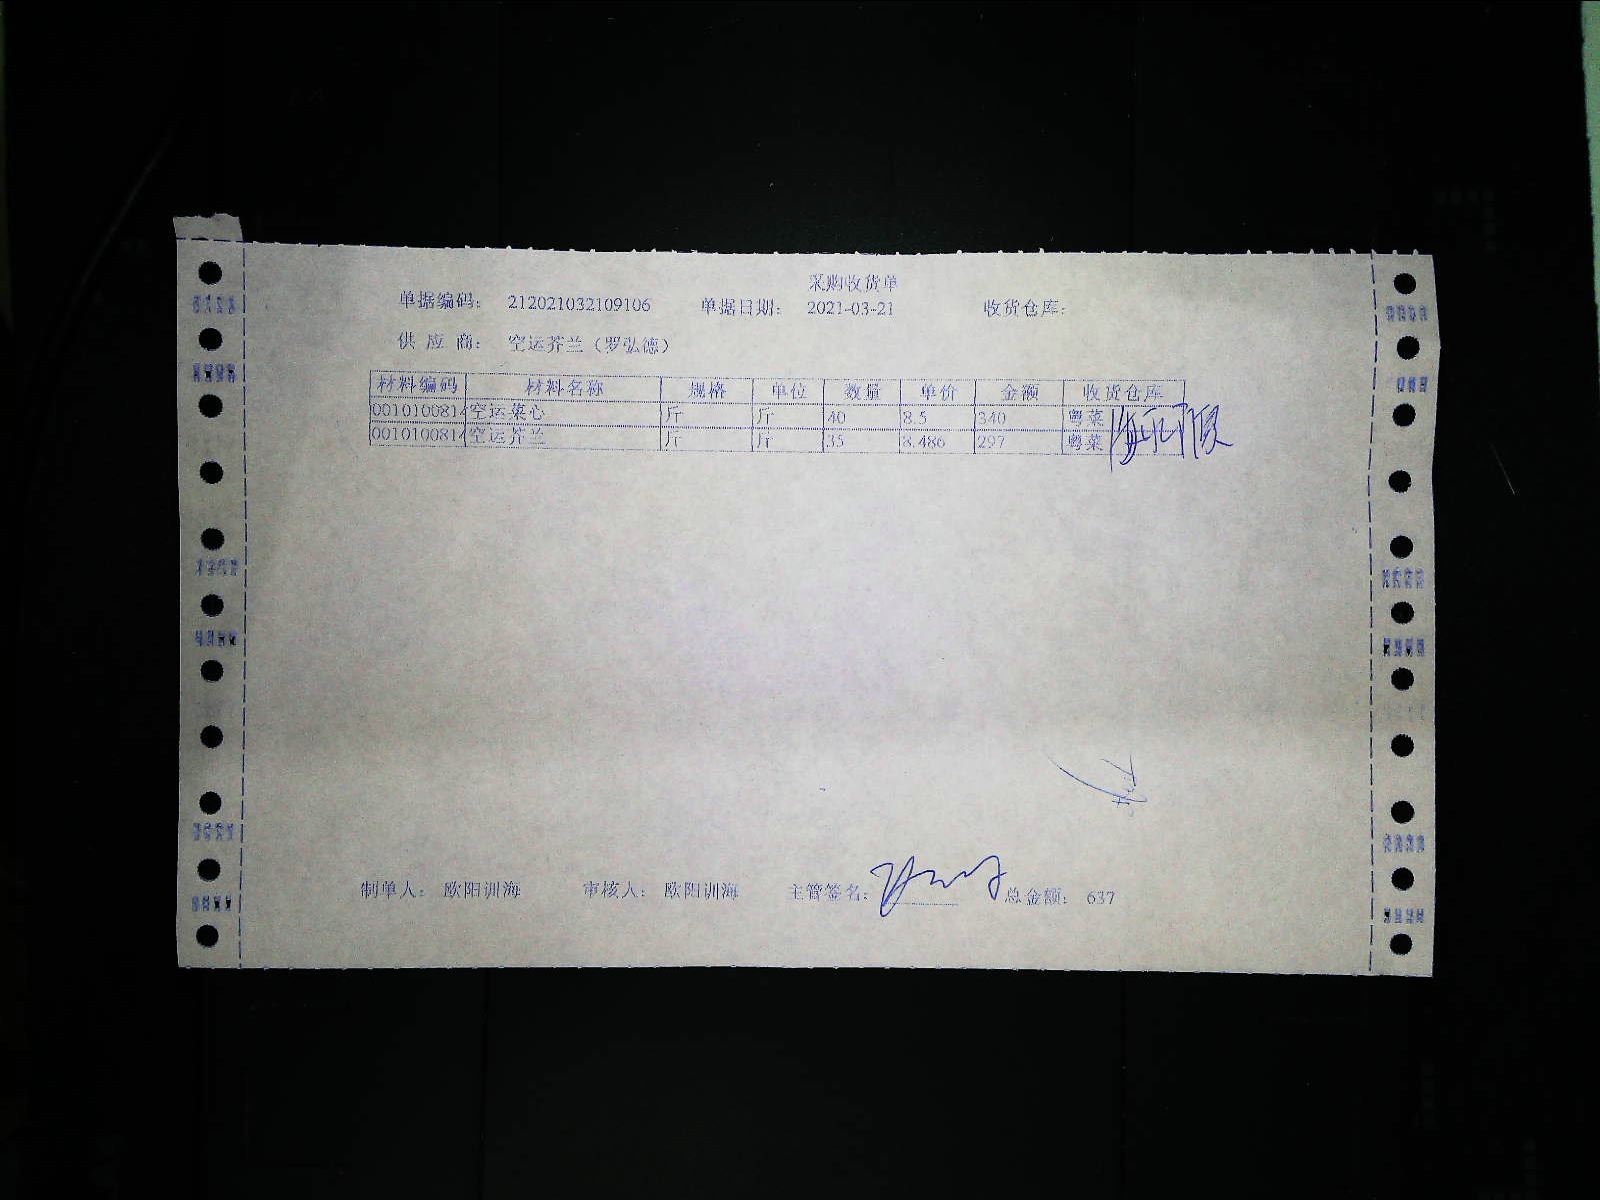 采购收货单
单据编码： 212021032109106 单据日期： 2021-03-21 收货仓库：
供 应 商： 空运芥兰（罗弘德）
材料编码 材料名称 规格 单位 数量 单价 金额 收货仓库
0010100814 空运菜心 斤 斤 40 8.5 340 粤菜
0010100814 空运芥兰 斤 斤 35 8.486 297 粤菜
制单人： 欧阳训海 审核人： 欧阳训海 主管签名： 总金额： 637